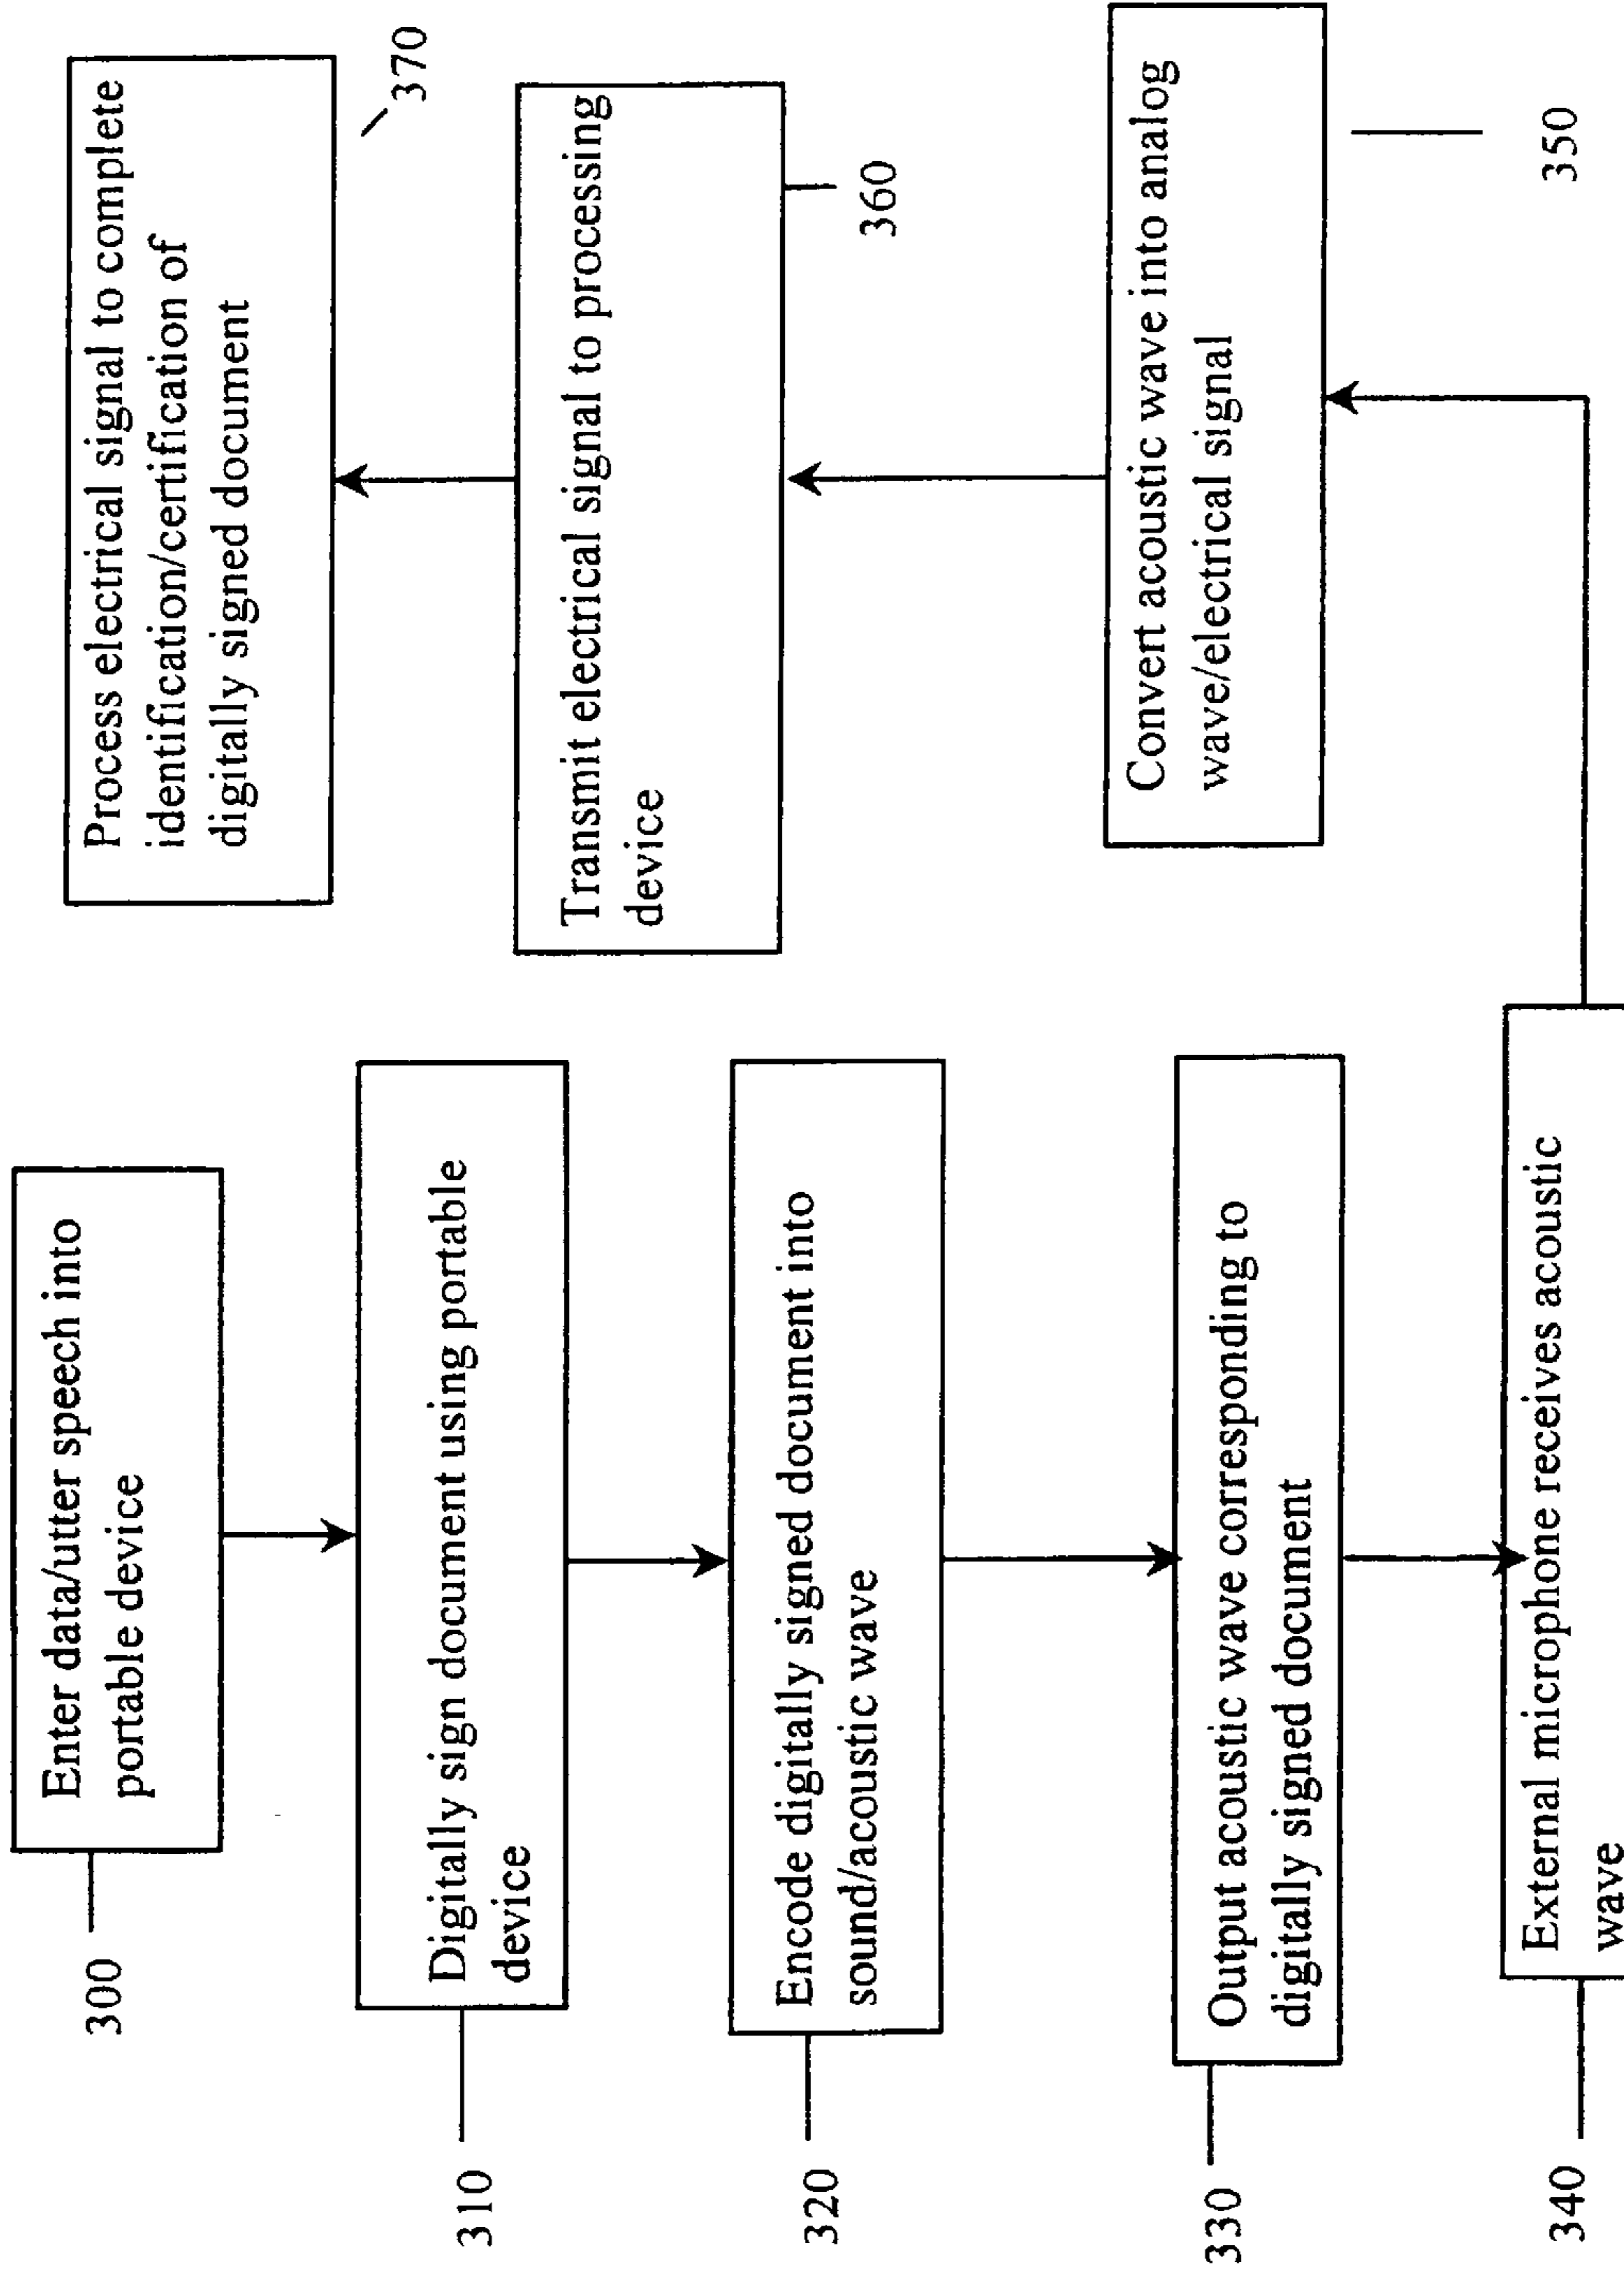 300
Enter data/utter speech into
portable device
310
Digitally sign document using portable
device
320
Encode digitally signed document into
sound/acoustic wave
330
Output acoustic wave corresponding to
digitally signed document
340
External microphone receives acoustic
wave
Convert acoustic wave into analog
wave/electrical signal
350
Transmit electrical signal to processing
device
360
Process electrical signal to complete
identification/certification of
digitally signed document
370